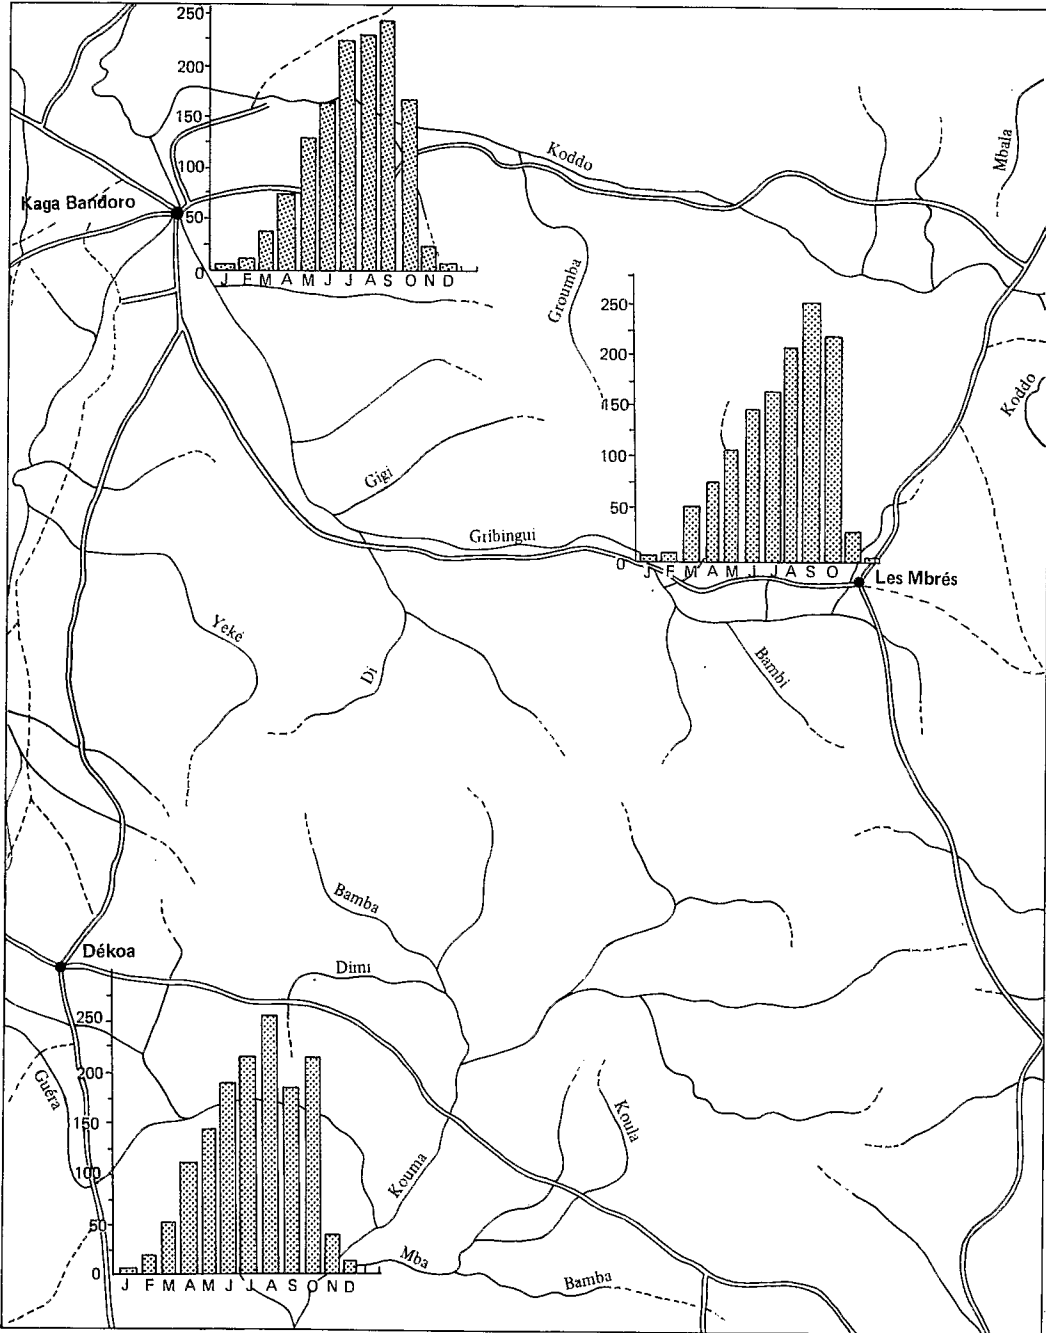 250
200
150
100
50
0
J F M A M J J A S O N D
Kaga Bandoro
Koddo
Mbala
Groumba
250
200
150
100
50
0
J F M A M J J A S O
Koddo
Gigi
Gribingui
Les Mbrés
Yeké
Di
Bambi
Bamba
Dékoa
Dimi
250
200
150
100
50
0
J F M A M J J A S O N D
Guéra
Koula
Kouma
Mba
Bamba